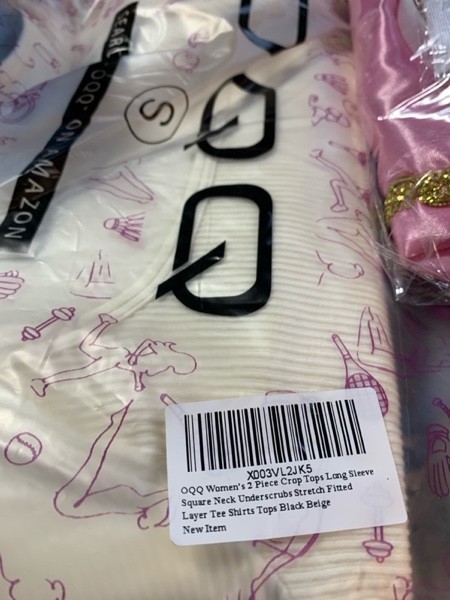 SEARCH "OQQ" ON AMAZON
S
OQQ
X003VL2JK5
OQQ Women's 2 Piece Crop Tops Long Sleeve
Square Neck Underscrubs Stretch Fitted
Layer Tee Shirts Tops Black Beige
New Item